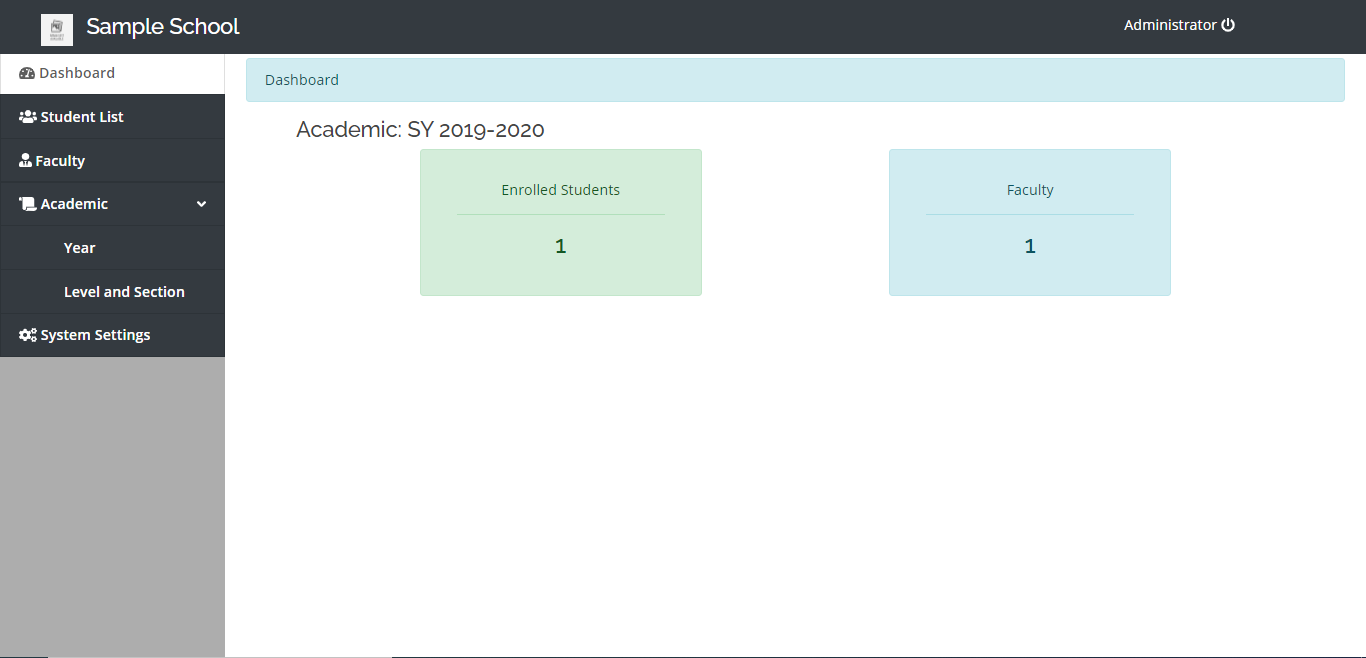 Sample School
Administrator
Dashboard
Student List
Faculty
Academic
Year
Level and Section
System Settings
Dashboard
Academic: SY 2019-2020
Enrolled Students
1
Faculty
1